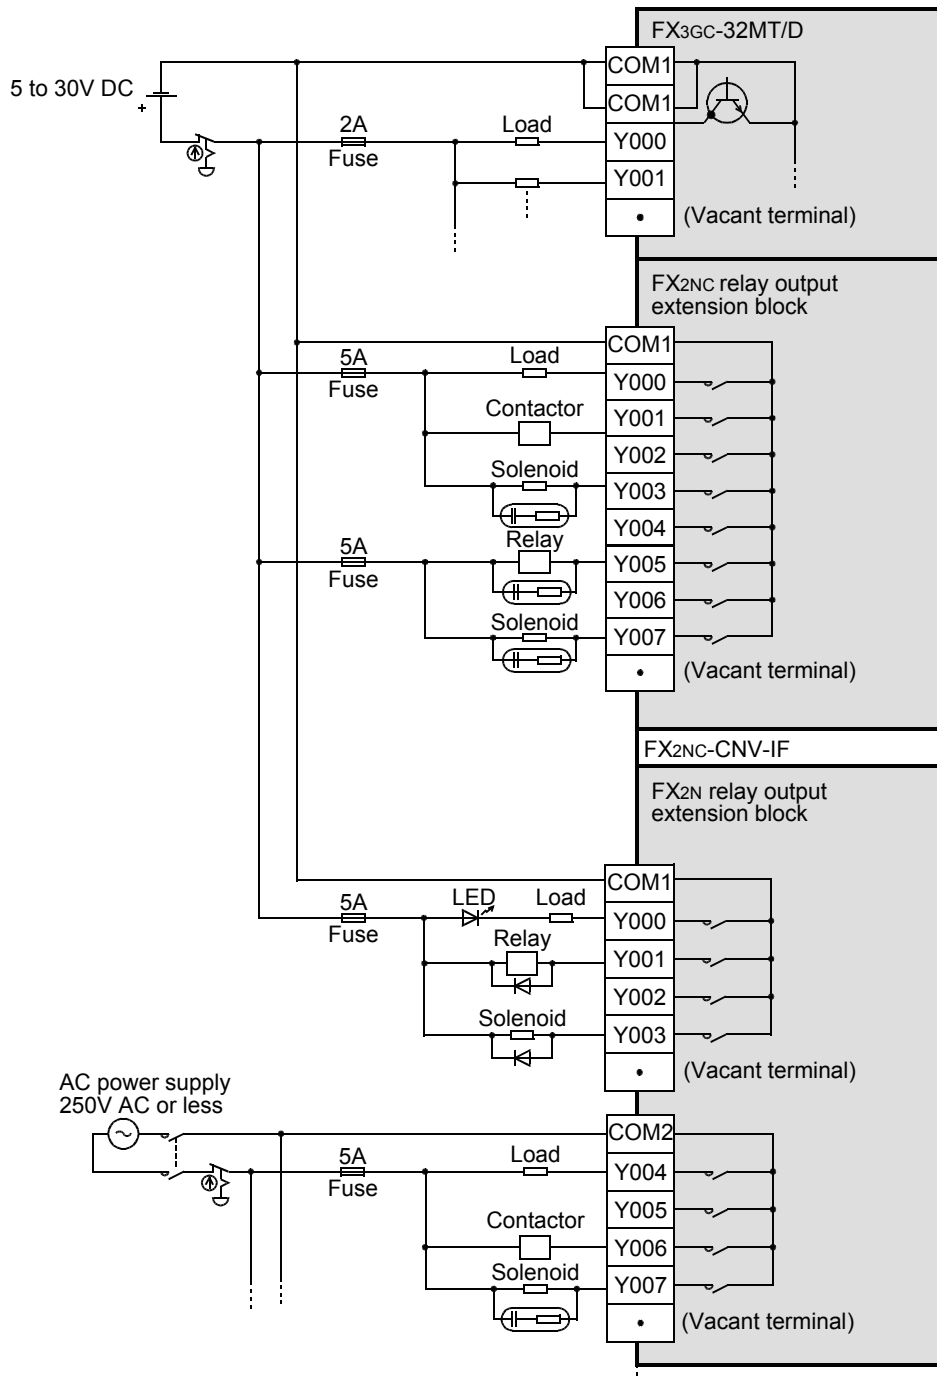 FX3GC-32MT/D
COM1
5 to 30V DC
+
COM1
2A
Load
Y000
Fuse
Y001
(Vacant terminal)
FX2NC relay output
extension block
COM1
5A
Load
Y000
Fuse
Contactor
Y001
Y002
Solenoid
Y003
Y004
5A
Relay
Y005
Fuse
Y006
Solenoid
Y007
(Vacant terminal)
FX2NC-CNV-IF
FX2N relay output
extension block
COM1
5A
LED
Load
Y000
Fuse
Relay
Y001
Y002
Solenoid
Y003
(Vacant terminal)
AC power supply
250V AC or less
COM2
5A
Load
Y004
Fuse
Y005
Contactor
Y006
Solenoid
Y007
(Vacant terminal)